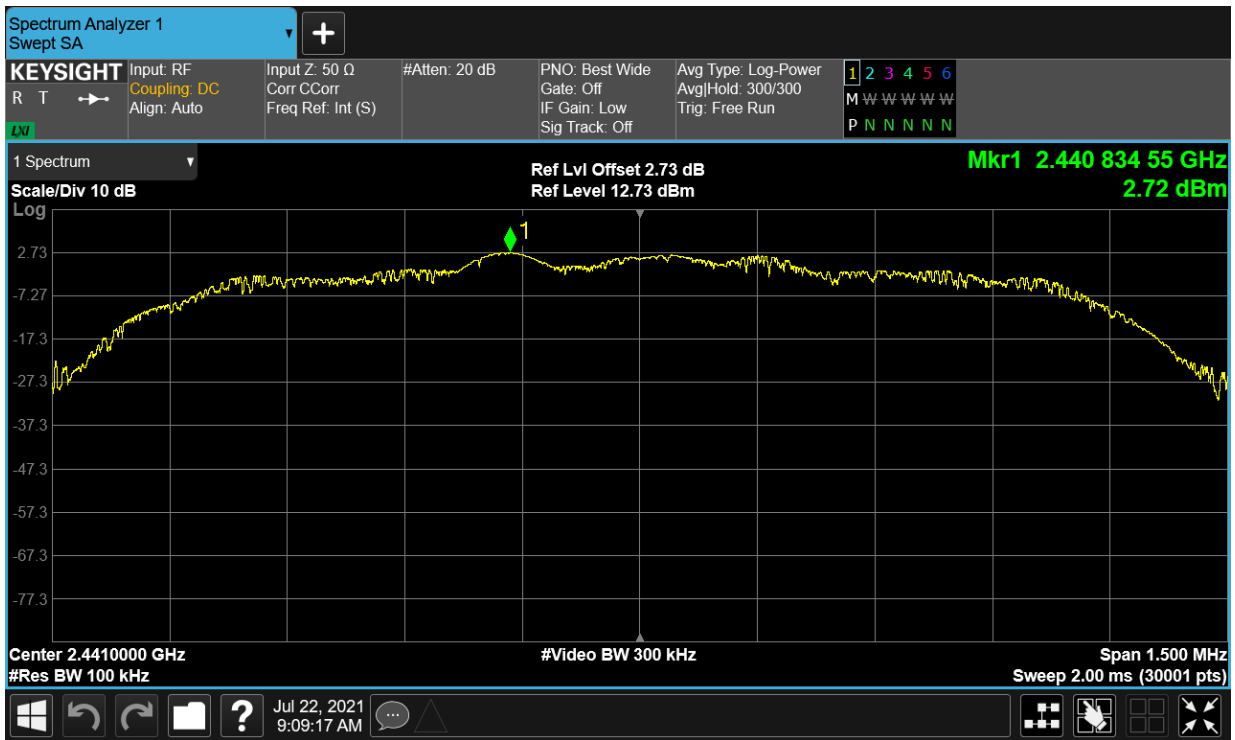 Spectrum Analyzer 1
Swept SA
KEYSIGHT
R T
LXI
Input: RF
Coupling: DC
Align: Auto
Input Z: 50 Ω
Corr CCorr
Freq Ref: Int (S)
#Atten: 20 dB
PNO: Best Wide
Gate: Off
IF Gain: Low
Sig Track: Off
Avg Type: Log-Power
Avg|Hold: 300/300
Trig: Free Run
1 2 3 4 5 6
M W W W W W
P N N N N N
1 Spectrum
Scale/Div 10 dB
Log
Ref Lvl Offset 2.73 dB
Ref Level 12.73 dBm
Mkr1 2.440 834 55 GHz
2.72 dBm
1
2.73
-7.27
-17.3
-27.3
-37.3
-47.3
-57.3
-67.3
-77.3
Center 2.4410000 GHz
#Res BW 100 kHz
#Video BW 300 kHz
Span 1.500 MHz
Sweep 2.00 ms (30001 pts)
?
Jul 22, 2021
9:09:17 AM